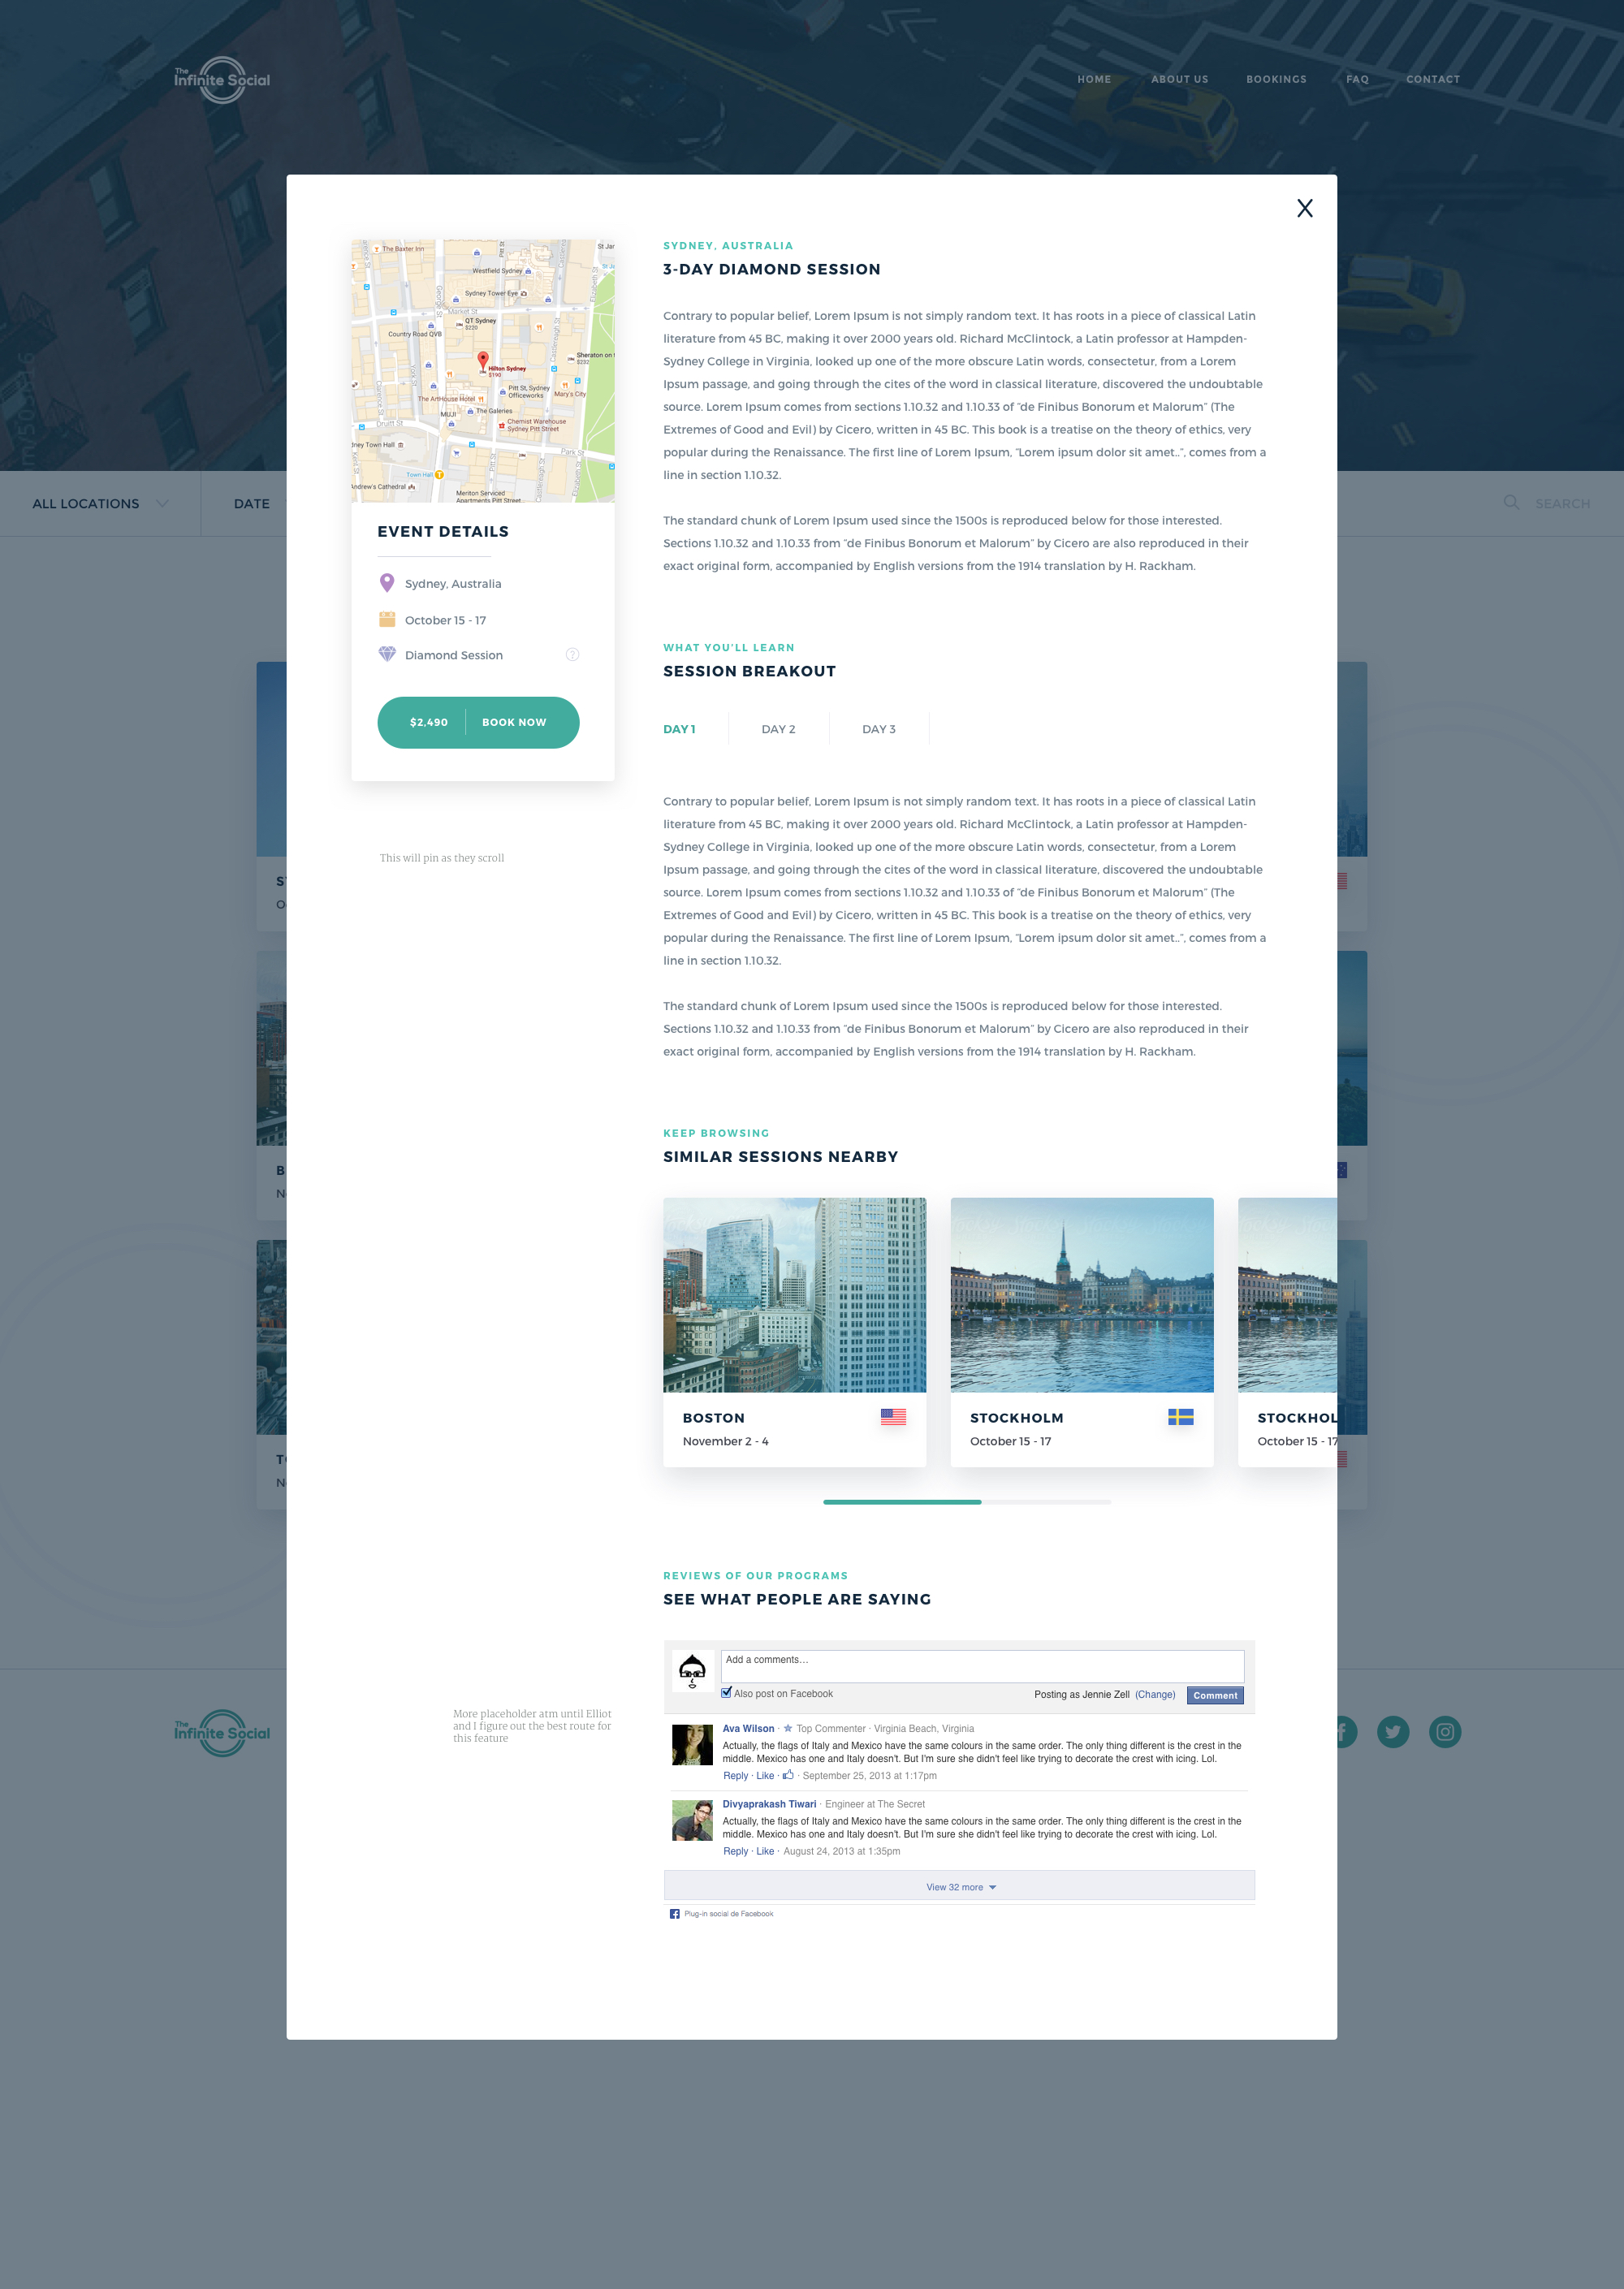 The
Infinite Social
HOME ABOUT US BOOKINGS FAQ CONTACT
X
ALL LOCATIONS DATE
SEARCH
The Baxter Inn
St Jar
Pitt St
Westfield Sydney
Sydney Tower Eye
George St
Elizabeth St
Market St
Castlereagh St
QT Sydney
$220
Country Road QVB
Sheraton on t
$232
Hilton Sydney
$190
York St
Clarence St
Pitt St, Sydney
Officeworks
Mary's City
The ArtHouse Hotel
The Galeries
MUJI
Druitt St
Chemist Warehouse
Sydney Pitt Street
dney Town Hall
Park St
Kent St
Pitt St
Castlereagh St
Elizabeth St
Town Hall
Andrew's Cathedral
Meriton Serviced
Apartments Pitt Street
EVENT DETAILS
Sydney, Australia
October 15 - 17
Diamond Session
?
$2,490 BOOK NOW
This will pin as they scroll
SYDNEY, AUSTRALIA
3-DAY DIAMOND SESSION
Contrary to popular belief, Lorem Ipsum is not simply random text. It has roots in a piece of classical Latin
literature from 45 BC, making it over 2000 years old. Richard McClintock, a Latin professor at Hampden-
Sydney College in Virginia, looked up one of the more obscure Latin words, consectetur, from a Lorem
Ipsum passage, and going through the cites of the word in classical literature, discovered the undoubtable
source. Lorem Ipsum comes from sections 1.10.32 and 1.10.33 of "de Finibus Bonorum et Malorum" (The
Extremes of Good and Evil) by Cicero, written in 45 BC. This book is a treatise on the theory of ethics, very
popular during the Renaissance. The first line of Lorem Ipsum, "Lorem ipsum dolor sit amet..", comes from a
line in section 1.10.32.
The standard chunk of Lorem Ipsum used since the 1500s is reproduced below for those interested.
Sections 1.10.32 and 1.10.33 from "de Finibus Bonorum et Malorum" by Cicero are also reproduced in their
exact original form, accompanied by English versions from the 1914 translation by H. Rackham.
WHAT YOU'LL LEARN
SESSION BREAKOUT
DAY 1 DAY 2 DAY 3
Contrary to popular belief, Lorem Ipsum is not simply random text. It has roots in a piece of classical Latin
literature from 45 BC, making it over 2000 years old. Richard McClintock, a Latin professor at Hampden-
Sydney College in Virginia, looked up one of the more obscure Latin words, consectetur, from a Lorem
Ipsum passage, and going through the cites of the word in classical literature, discovered the undoubtable
source. Lorem Ipsum comes from sections 1.10.32 and 1.10.33 of "de Finibus Bonorum et Malorum" (The
Extremes of Good and Evil) by Cicero, written in 45 BC. This book is a treatise on the theory of ethics, very
popular during the Renaissance. The first line of Lorem Ipsum, "Lorem ipsum dolor sit amet..", comes from a
line in section 1.10.32.
The standard chunk of Lorem Ipsum used since the 1500s is reproduced below for those interested.
Sections 1.10.32 and 1.10.33 from "de Finibus Bonorum et Malorum" by Cicero are also reproduced in their
exact original form, accompanied by English versions from the 1914 translation by H. Rackham.
KEEP BROWSING
SIMILAR SESSIONS NEARBY
BOSTON
November 2 - 4
STOCKHOLM
October 15 - 17
STOCKHOL
October 15 - 17
REVIEWS OF OUR PROGRAMS
SEE WHAT PEOPLE ARE SAYING
Add a comments…
Also post on Facebook
Posting as Jennie Zell (Change) Comment
Ava Wilson · Top Commenter · Virginia Beach, Virginia
Actually, the flags of Italy and Mexico have the same colours in the same order. The only thing different is the crest in the
middle. Mexico has one and Italy doesn't. But I'm sure she didn't feel like trying to decorate the crest with icing. Lol.
Reply · Like · · September 25, 2013 at 1:17pm
Divyaprakash Tiwari · Engineer at The Secret
Actually, the flags of Italy and Mexico have the same colours in the same order. The only thing different is the crest in the
middle. Mexico has one and Italy doesn't. But I'm sure she didn't feel like trying to decorate the crest with icing. Lol.
Reply · Like · August 24, 2013 at 1:35pm
View 32 more
Plug-in social de Facebook
More placeholder atm until Elliot
and I figure out the best route for
this feature
The
Infinite Social